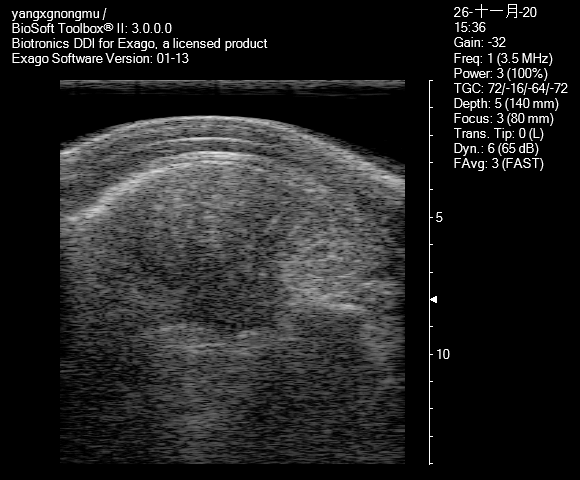 yangxgnongmu /
BioSoft Toolbox® II: 3.0.0.0
Biotronics DDI for Exago, a licensed product
Exago Software Version: 01-13
26-十一月-20
15:36
Gain: -32
Freq: 1 (3.5 MHz)
Power: 3 (100%)
TGC: 72/-16/-64/-72
Depth: 5 (140 mm)
Focus: 3 (80 mm)
Trans. Tip: 0 (L)
Dyn.: 6 (65 dB)
FAvg: 3 (FAST)
5
10